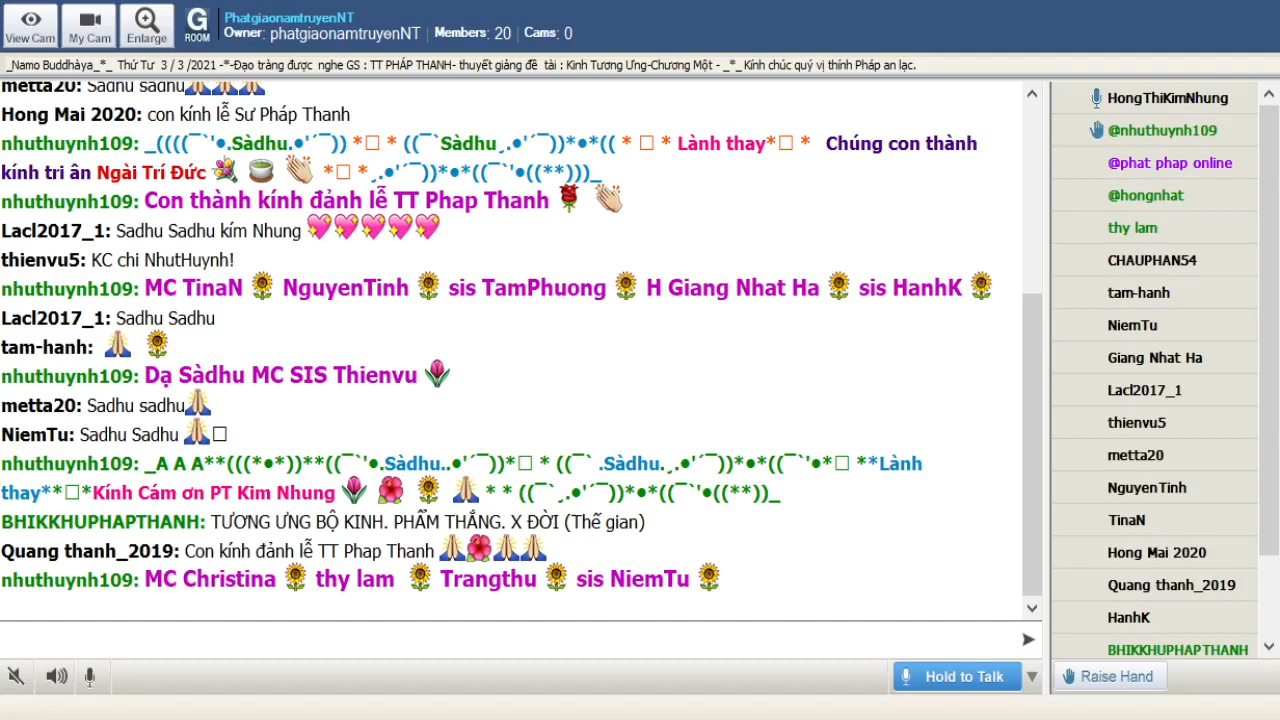 View Cam
My Cam
Enlarge
G
ROOM
PhatgiaonamtruyenNT
Owner: phatgiaonamtruyenNT
Members: 20
Cams: 0
_Namo Buddhàya_*_ Thứ Tư 3 / 3 /2021 -*-Đạo tràng được nghe GS : TT PHÁP THANH- thuyết giảng đề tài : Kinh Tương Ưng-Chương Một - _*_ Kính chúc quý vị thính Pháp an lạc.
metta20: Sadhu sadhu🙏🙏🙏
Hong Mai 2020: con kính lễ Sư Pháp Thanh
nhuthuynh109: _((((¯`'•.Sàdhu.•'´¯)) *□ * ((¯`Sàdhu¸.•'´¯))*•*(( * □ * Lành thay*□ * Chúng con thành
kính tri ân Ngài Trí Đức 💐 🍵 👏 *□ *¸.•'´¯))*•*((¯`'•((**)))_
nhuthuynh109: Con thành kính đảnh lễ TT Phap Thanh 🌹 👏
Lacl2017_1: Sadhu Sadhu kím Nhung 💖💖💖💖💖
thienvu5: KC chi NhutHuynh!
nhuthuynh109: MC TinaN 🌻 NguyenTinh 🌻 sis TamPhuong 🌻 H Giang Nhat Ha 🌻 sis HanhK 🌻
Lacl2017_1: Sadhu Sadhu
tam-hanh: 🙏 🌻
nhuthuynh109: Dạ Sàdhu MC SIS Thienvu 🌷
metta20: Sadhu sadhu🙏
NiemTu: Sadhu Sadhu 🙏□
nhuthuynh109: _A A A**(((*•*))**((¯`'•.Sàdhu..•'´¯))*□ * ((¯` .Sàdhu.¸.•'´¯))*•*((¯`'•*□ **Lành
thay**□*Kính Cám ơn PT Kim Nhung 🌷 🌺 🌻 🙏 * * ((¯`¸.•'´¯))*•*((¯`'•((**))_
BHIKKHUPHAPTHANH: TƯƠNG ƯNG BỘ KINH. PHẨM THẮNG. X ĐỜI (Thế gian)
Quang thanh_2019: Con kính đảnh lễ TT Phap Thanh 🙏🌺🙏🙏
nhuthuynh109: MC Christina 🌻 thy lam 🌻 Trangthu 🌻 sis NiemTu 🌻
HongThiKimNhung
@nhuthuynh109
@phat phap online
@hongnhat
thy lam
CHAUPHAN54
tam-hanh
NiemTu
Giang Nhat Ha
Lacl2017_1
thienvu5
metta20
NguyenTinh
TinaN
Hong Mai 2020
Quang thanh_2019
HanhK
BHIKKHUPHAPTHANH
Hold to Talk
Raise Hand